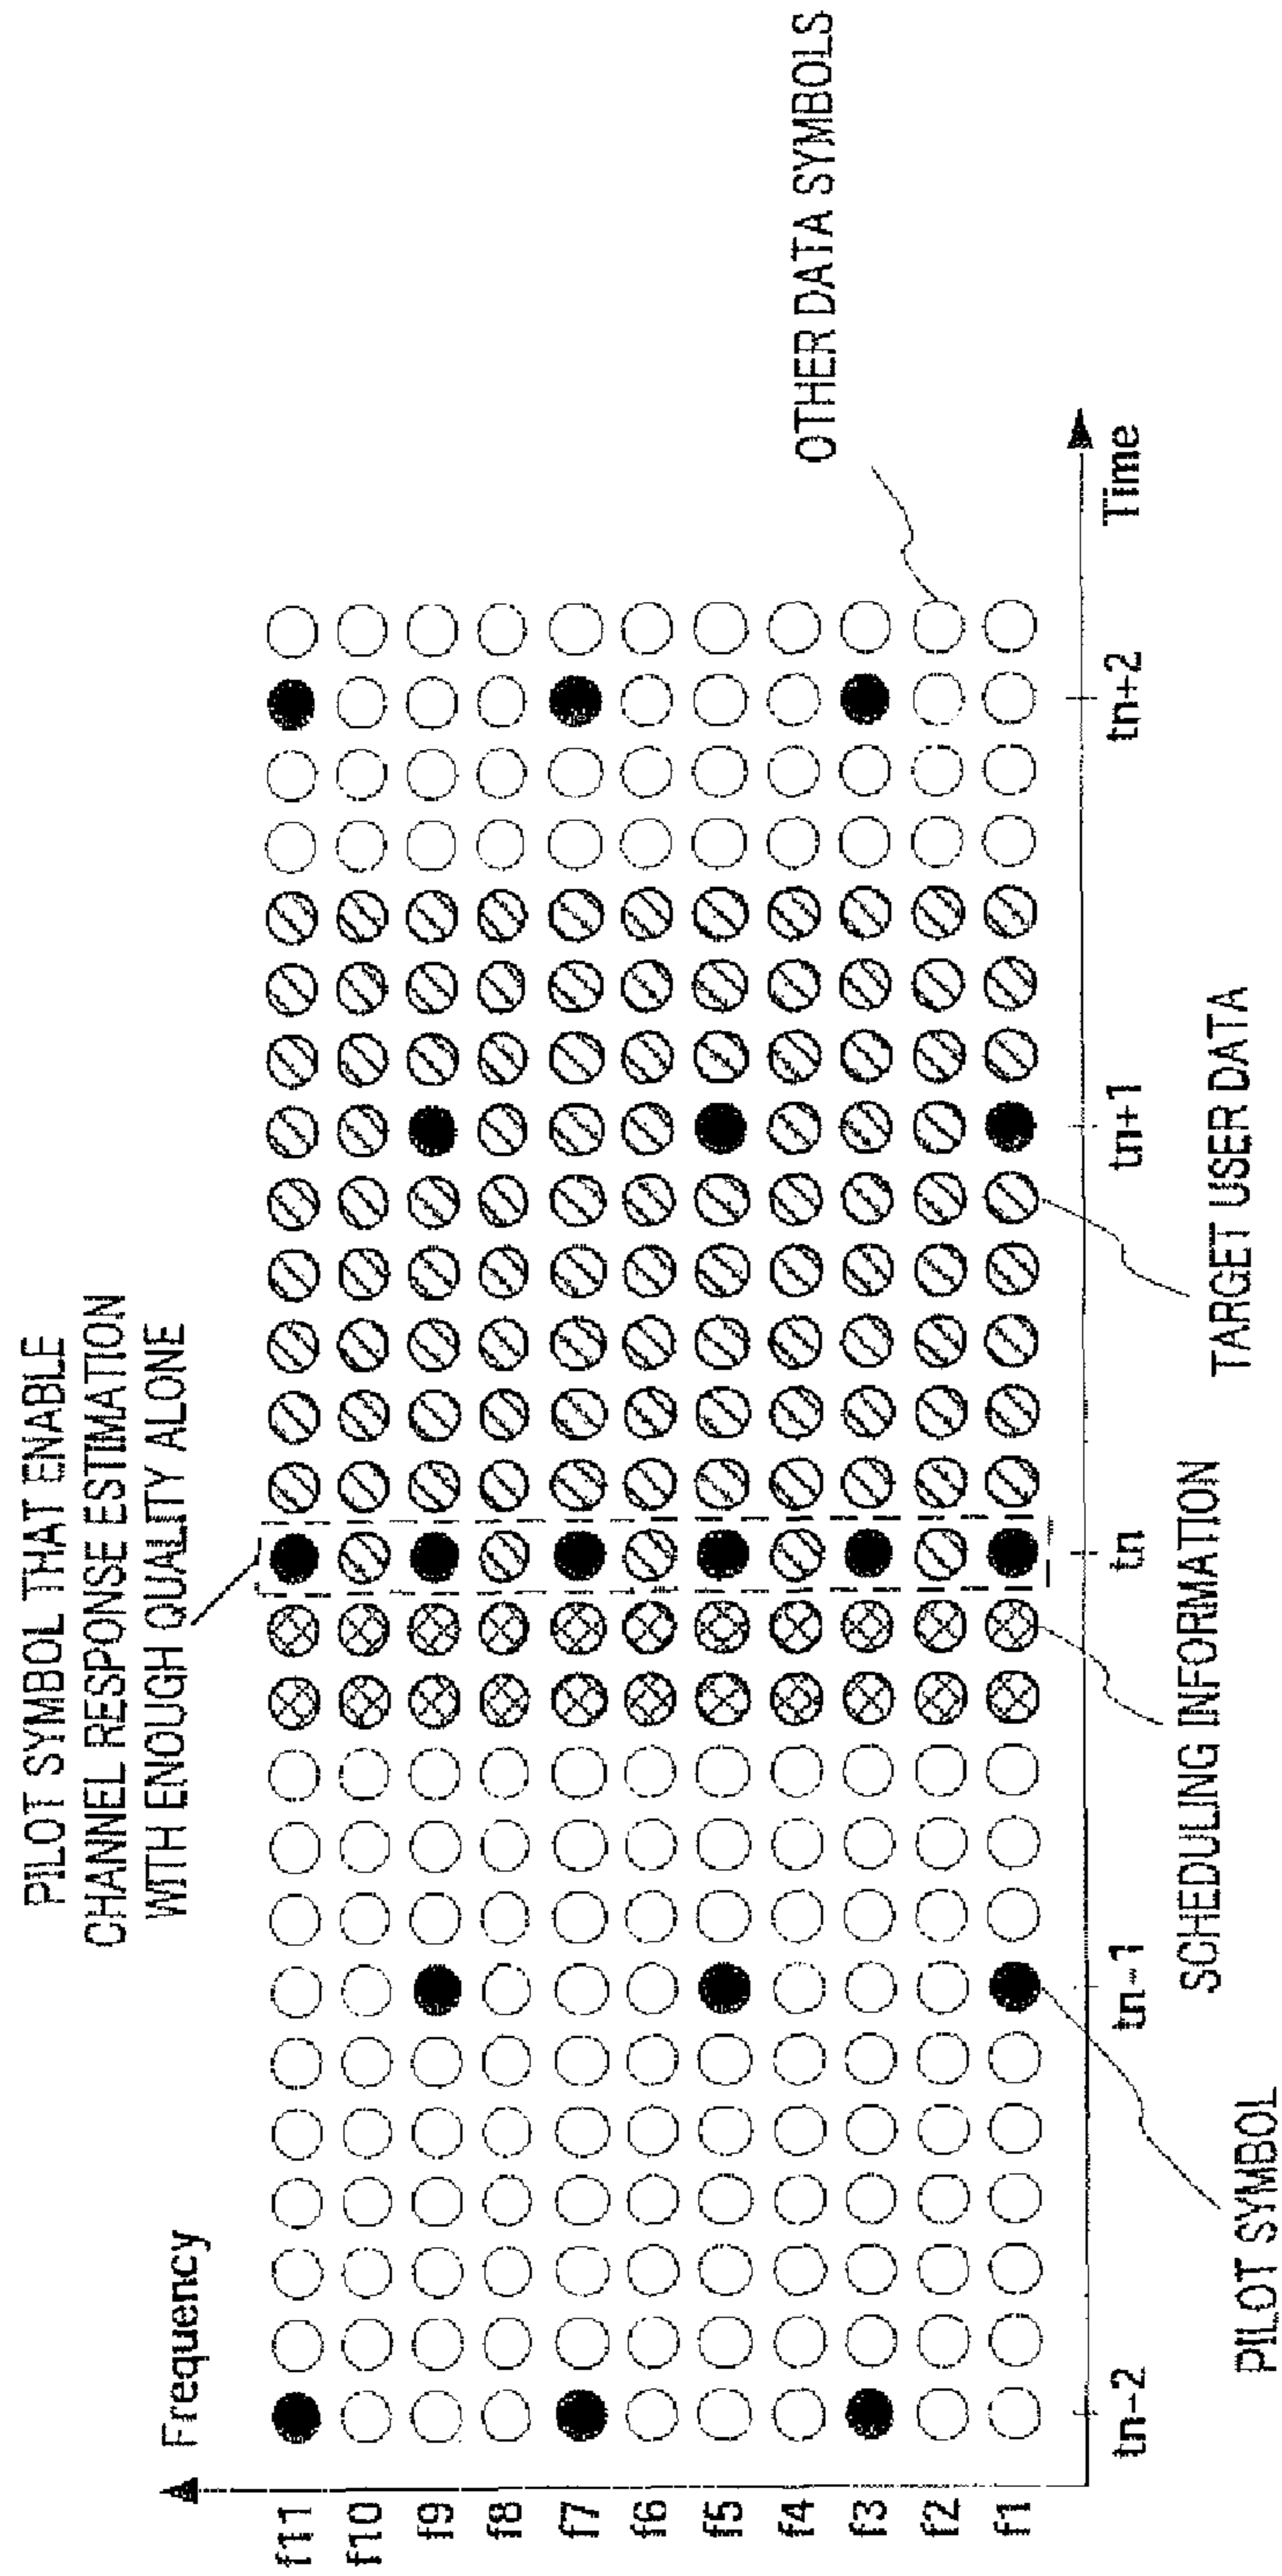 PILOT SYMBOL THAT ENABLE
CHANNEL RESPONSE ESTIMATION
WITH ENOUGH QUALITY ALONE
Frequency
f11
f10
f9
f8
f7
f6
f5
f4
f3
f2
f1
tn-2
tn-1
tn
tn+1
tn+2
Time
OTHER DATA SYMBOLS
PILOT SYMBOL
SCHEDULING INFORMATION
TARGET USER DATA